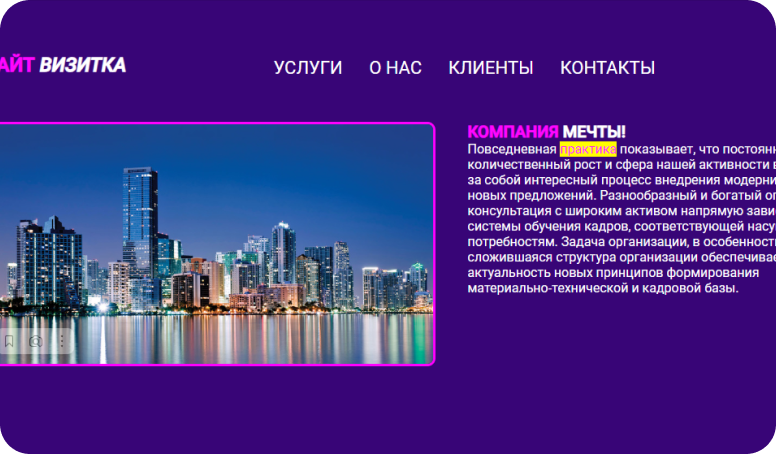 АЙТ ВИЗИТКА
УСЛУГИ О НАС КЛИЕНТЫ КОНТАКТЫ
КОМПАНИЯ МЕЧТЫ!
Повседневная практика показывает, что постоянн
количественный рост и сфера нашей активности в
за собой интересный процесс внедрения модерни
новых предложений. Разнообразный и богатый оп
консультация с широким активом напрямую зави
системы обучения кадров, соответствующей насу
потребностям. Задача организации, в особенност
сложившаяся структура организации обеспечивае
актуальность новых принципов формирования
материально-технической и кадровой базы.